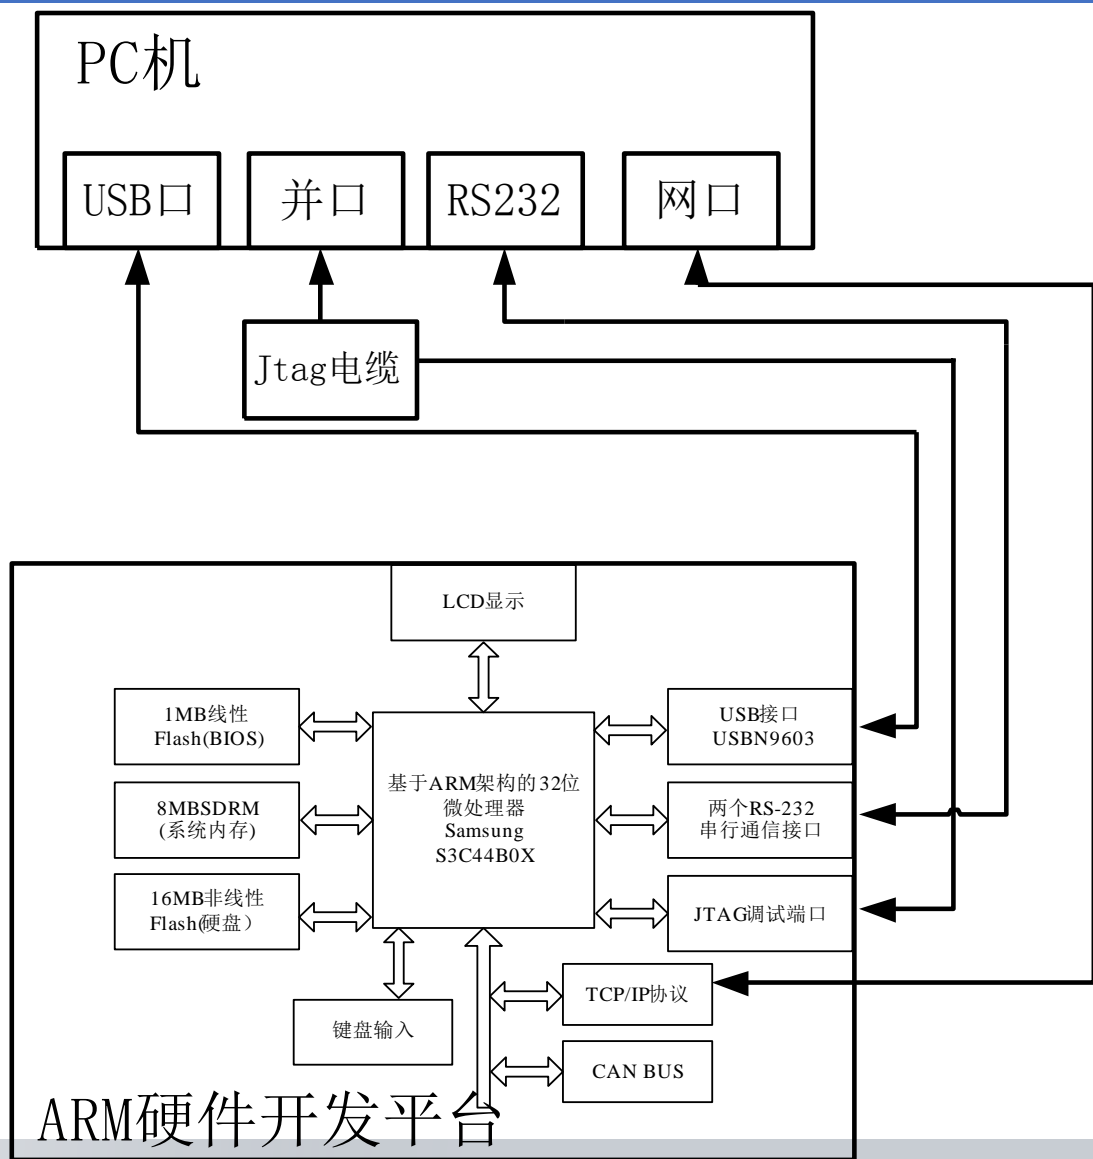 PC机
USB口
并口
RS232
网口
Jtag电缆
LCD显示
1MB线性
Flash(BIOS)
USB接口
USBN9603
基于ARM架构的32位
微处理器
Samsung
S3C44B0X
8MBSDRM
(系统内存)
两个RS-232
串行通信接口
16MB非线性
Flash(硬盘）
JTAG调试端口
TCP/IP协议
键盘输入
CAN BUS
ARM硬件开发平台